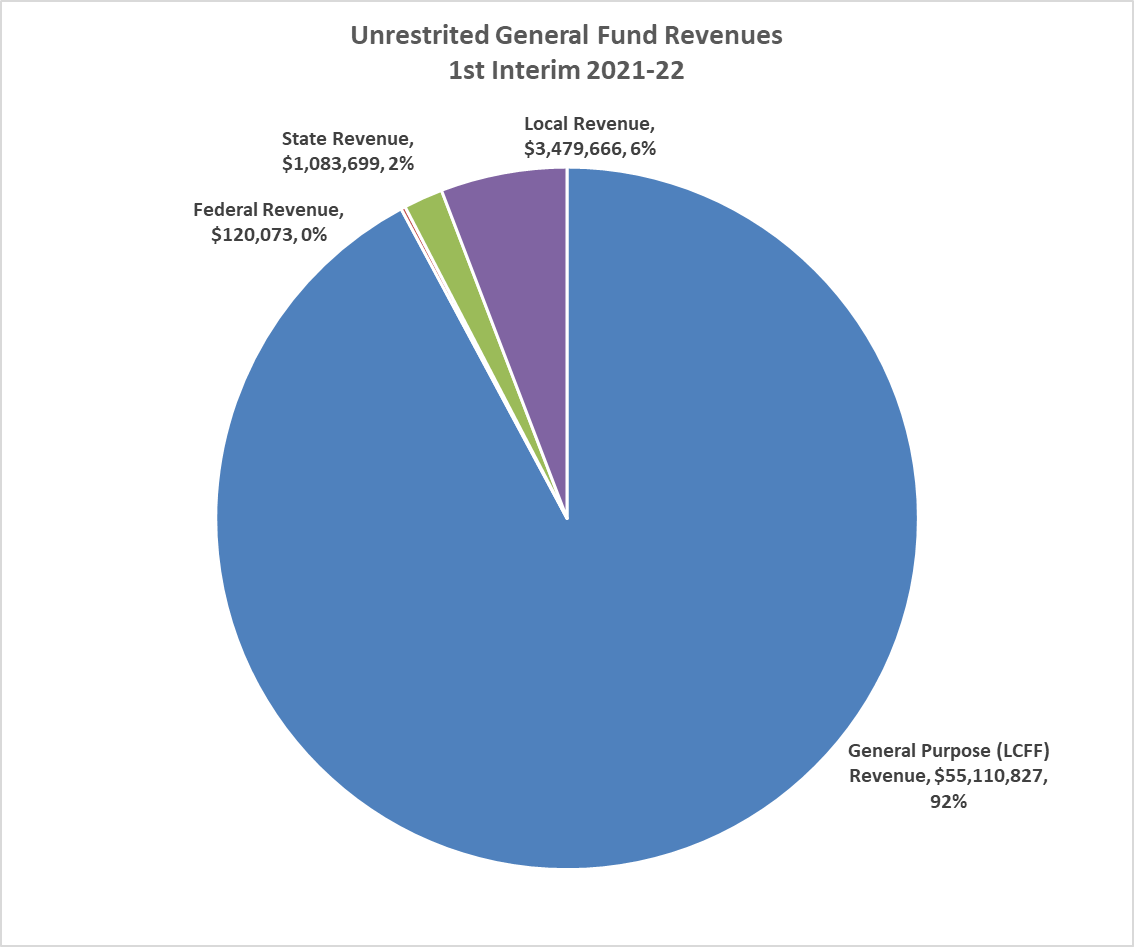 Unrestrited General Fund Revenues
1st Interim 2021-22
Local Revenue,
$3,479,666, 6%
State Revenue,
$1,083,699, 2%
Federal Revenue,
$120,073, 0%
General Purpose (LCFF)
Revenue, $55,110,827,
92%